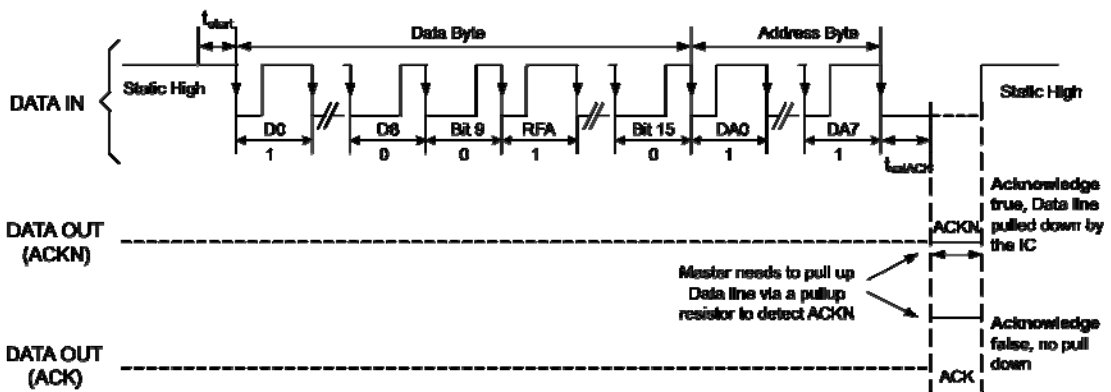 tstart
Data Byte
Address Byte
DATA IN
Static High
Static High
D0
D8
Bit 9
RFA
Bit 15
DA0
DA7
1
0
0
1
0
1
1
tvalACK
DATA OUT
(ACKN)
ACKN
Acknowledge
true, Data line
pulled down by
the IC
Master needs to pull up
Data line via a pullup
resistor to detect ACKN
Acknowledge
false, no pull
down
DATA OUT
(ACK)
ACK